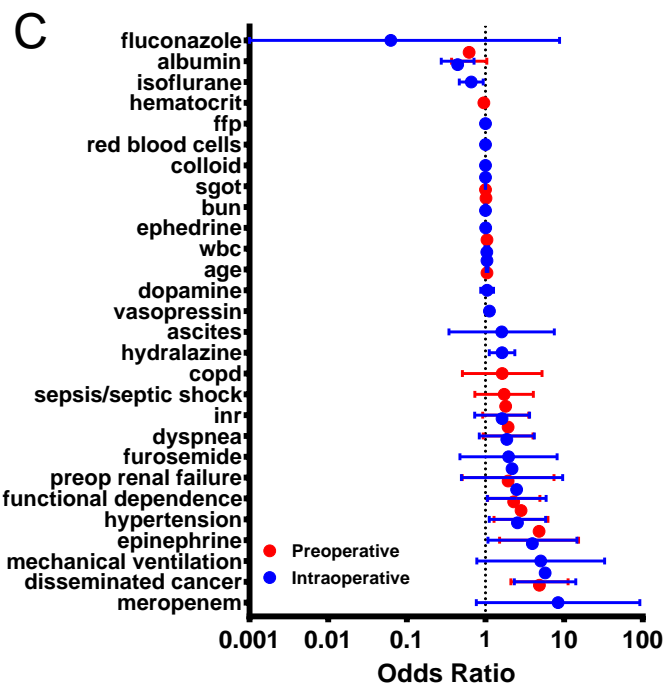 C
fluconazole
albumin
isoflurane
hematocrit
ffp
red blood cells
colloid
sgot
bun
ephedrine
wbc
age
dopamine
vasopressin
ascites
hydralazine
copd
sepsis/septic shock
inr
dyspnea
furosemide
preop renal failure
functional dependence
hypertension
epinephrine
mechanical ventilation
disseminated cancer
meropenem
Preoperative
Intraoperative
0.001 0.01 0.1 1 10 100
Odds Ratio